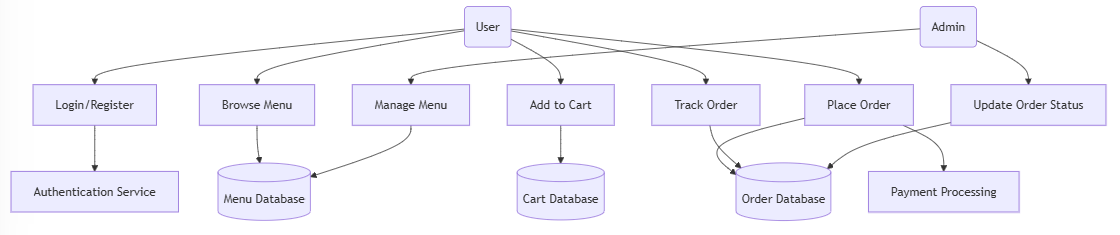 User
Admin
Login/Register
Browse Menu
Manage Menu
Add to Cart
Track Order
Place Order
Update Order Status
Authentication Service
Menu Database
Cart Database
Order Database
Payment Processing